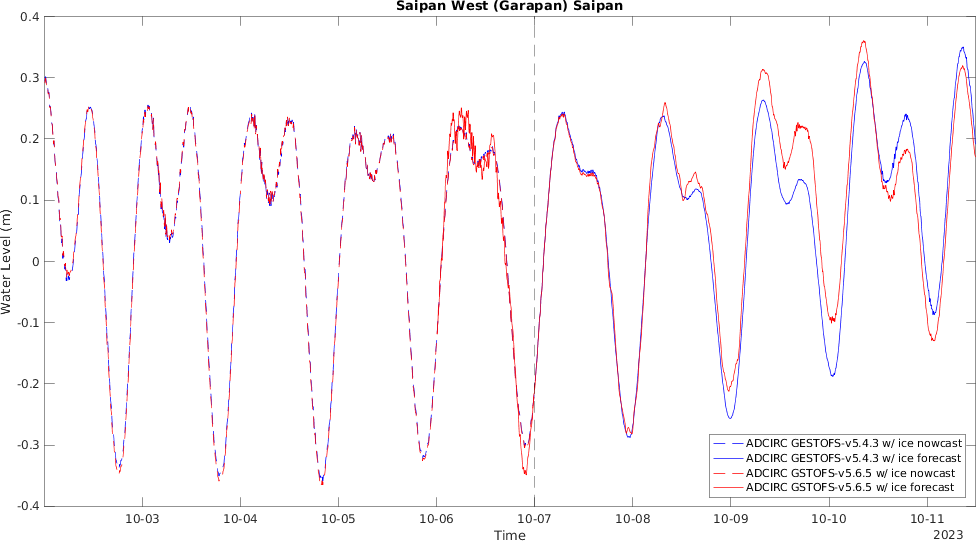 Saipan West (Garapan) Saipan
0.4
0.3
0.2
0.1
0
-0.1
-0.2
-0.3
-0.4
Water Level (m)
ADCIRC GESTOFS-v5.4.3 w/ ice nowcast
ADCIRC GESTOFS-v5.4.3 w/ ice forecast
ADCIRC GSTOFS-v5.6.5 w/ ice nowcast
ADCIRC GSTOFS-v5.6.5 w/ ice forecast
10-03 10-04 10-05 10-06 10-07 10-08 10-09 10-10 10-11
Time
2023